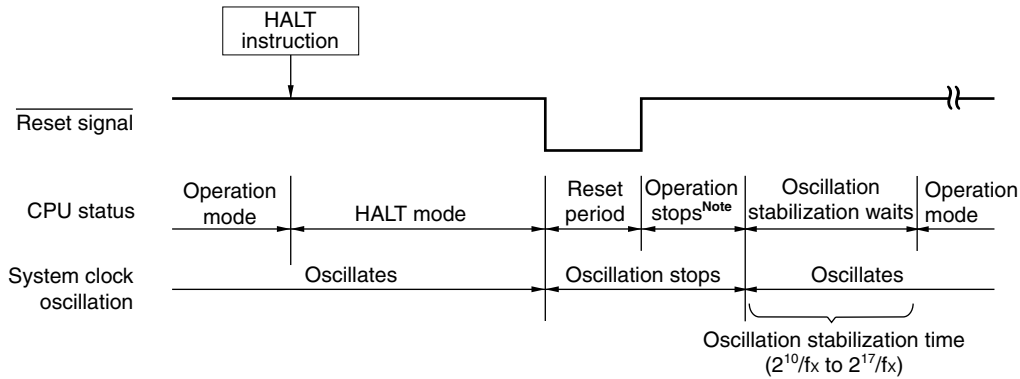 HALT
instruction
Reset signal
CPU status
Operation
mode
HALT mode
Reset
period
Operation
stopsNote
Oscillation
stabilization waits
Operation
mode
System clock
oscillation
Oscillates
Oscillation stops
Oscillates
Oscillation stabilization time
(2^10/fx to 2^17/fx)